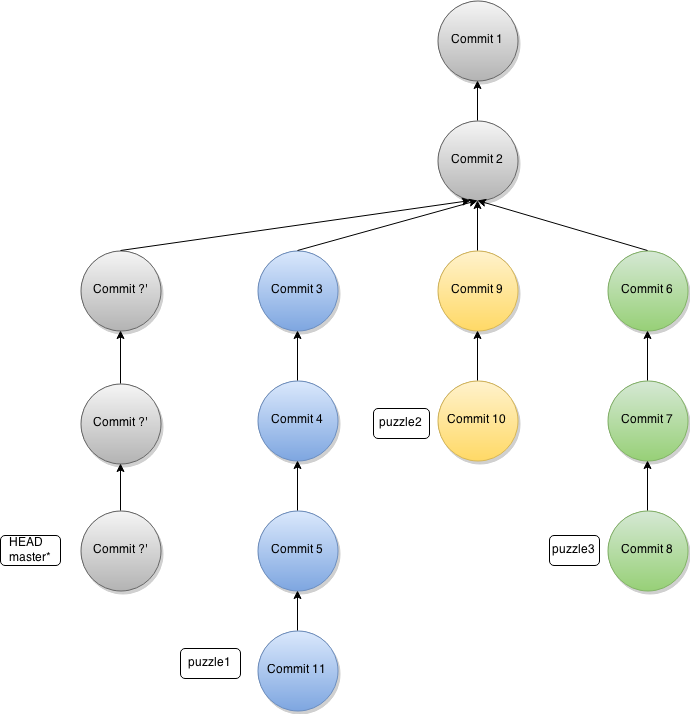 Commit 1
Commit 2
Commit ?'
Commit 3
Commit 9
Commit 6
Commit ?'
Commit 4
puzzle2
Commit 10
Commit 7
HEAD
master*
Commit ?'
Commit 5
puzzle3
Commit 8
puzzle1
Commit 11